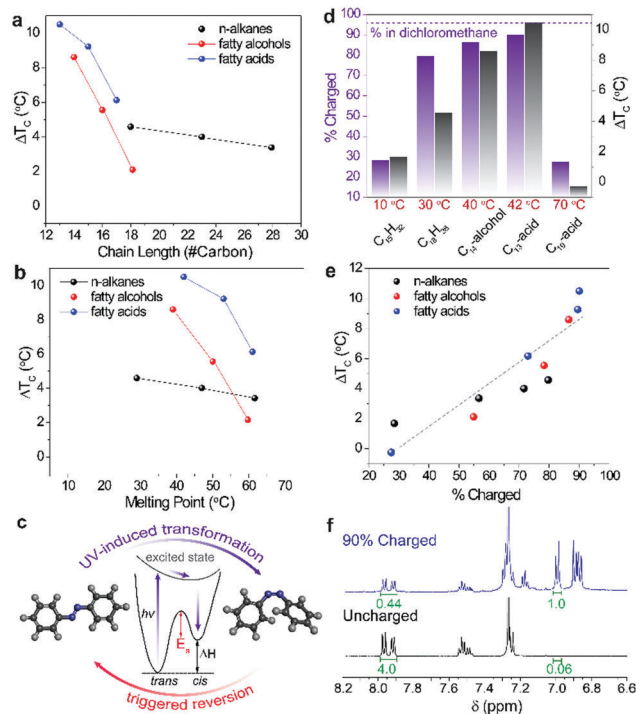 a
n-alkanes
fatty alcohols
fatty acids
ΔT_C (°C)
12
10
8
6
4
2
0
12 14 16 18 20 22 24 26 28 30
Chain Length (#Carbon)
b
n-alkanes
fatty alcohols
fatty acids
ΔT_C (°C)
10
8
6
4
2
0
10 20 30 40 50 60 70
Melting Point (°C)
c
UV-induced transformation
excited state
hν
E_a
ΔH
trans cis
triggered reversion
d
% in dichloromethane
% Charged
100
90
80
70
60
50
40
30
20
10
ΔT_C (°C)
10
8
6
4
2
0
10 °C 30 °C 40 °C 42 °C 70 °C
C₁₄-alcohol
C₁₃-acid
e
n-alkanes
fatty alcohols
fatty acids
ΔT_C (°C)
12
10
8
6
4
2
0
20 30 40 50 60 70 80 90 100
% Charged
f
90% Charged
0.44 1.0
Uncharged
4.0 0.06
8.2 8.0 7.8 7.6 7.4 7.2 7.0 6.8 6.6
δ (ppm)